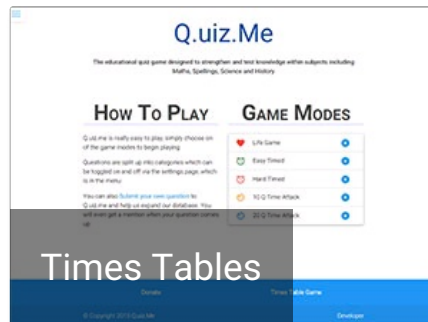 Q.uiz.Me
The educational quiz game designed to strengthen and test knowledge within subjects including
Maths, Spellings, Science and History
How To Play
Q.uiz.me is really easy to play, simply choose on
of the game modes to begin playing
Questions are split up into categories which can
be toggled on and off via the settings page, which
is in the menu
You can also Submit your own question to
Q.uiz.me and help us expand our database. You
will even get a mention when your question comes
up
Game Modes
Life Game
Easy Timed
Hard Timed
10 Q Time Attack
20 Q Time Attack
Times Tables
Donate
Times Table Game
© Copyright 2015 Quiz Me
Developer